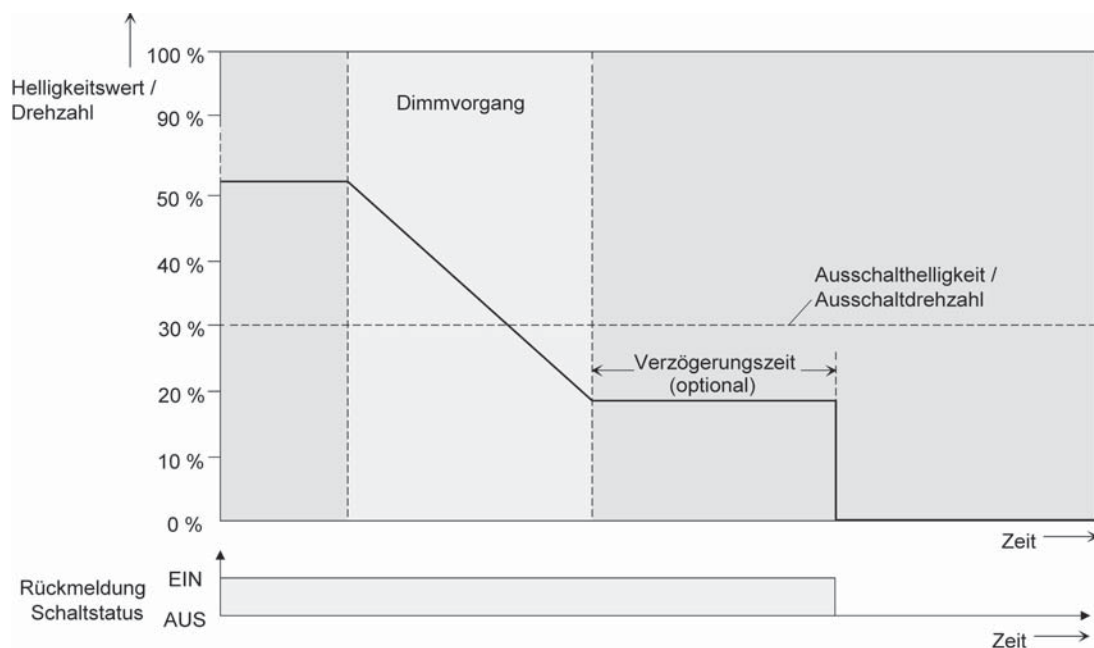 100 %
Helligkeitswert /
Drehzahl
90 %
Dimmvorgang
50 %
40 %
Ausschalthelligkeit /
Ausschaltdrehzahl
30 %
Verzögerungszeit
(optional)
20 %
10 %
0 %
Zeit
Rückmeldung
Schaltstatus
EIN
AUS
Zeit